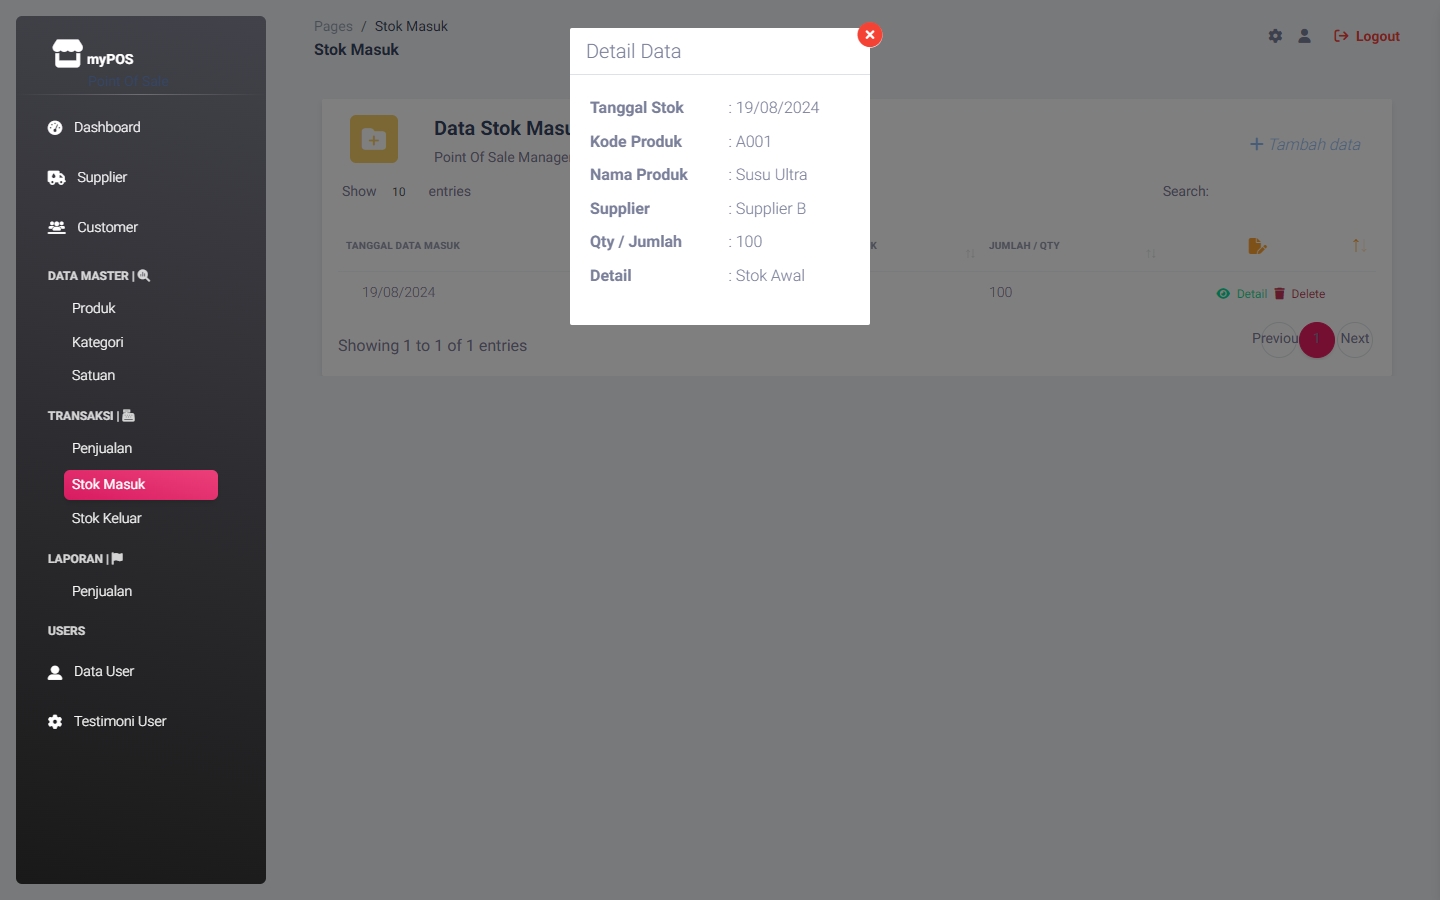 myPOS
Point Of Sale
Dashboard
Supplier
Customer
DATA MASTER |
Produk
Kategori
Satuan
TRANSAKSI |
Penjualan
Stok Masuk
Stok Keluar
LAPORAN |
Penjualan
USERS
Data User
Testimoni User
Pages / Stok Masuk
Stok Masuk
Logout
Detail Data
Tanggal Stok : 19/08/2024
Kode Produk : A001
Nama Produk : Susu Ultra
Supplier : Supplier B
Qty / Jumlah : 100
Detail : Stok Awal
Data Stok Masu
Point Of Sale Manage
Tambah data
Show 10 entries
Search:
TANGGAL DATA MASUK K JUMLAH / QTY
19/08/2024 100 Detail Delete
Showing 1 to 1 of 1 entries
Previou 1 Next